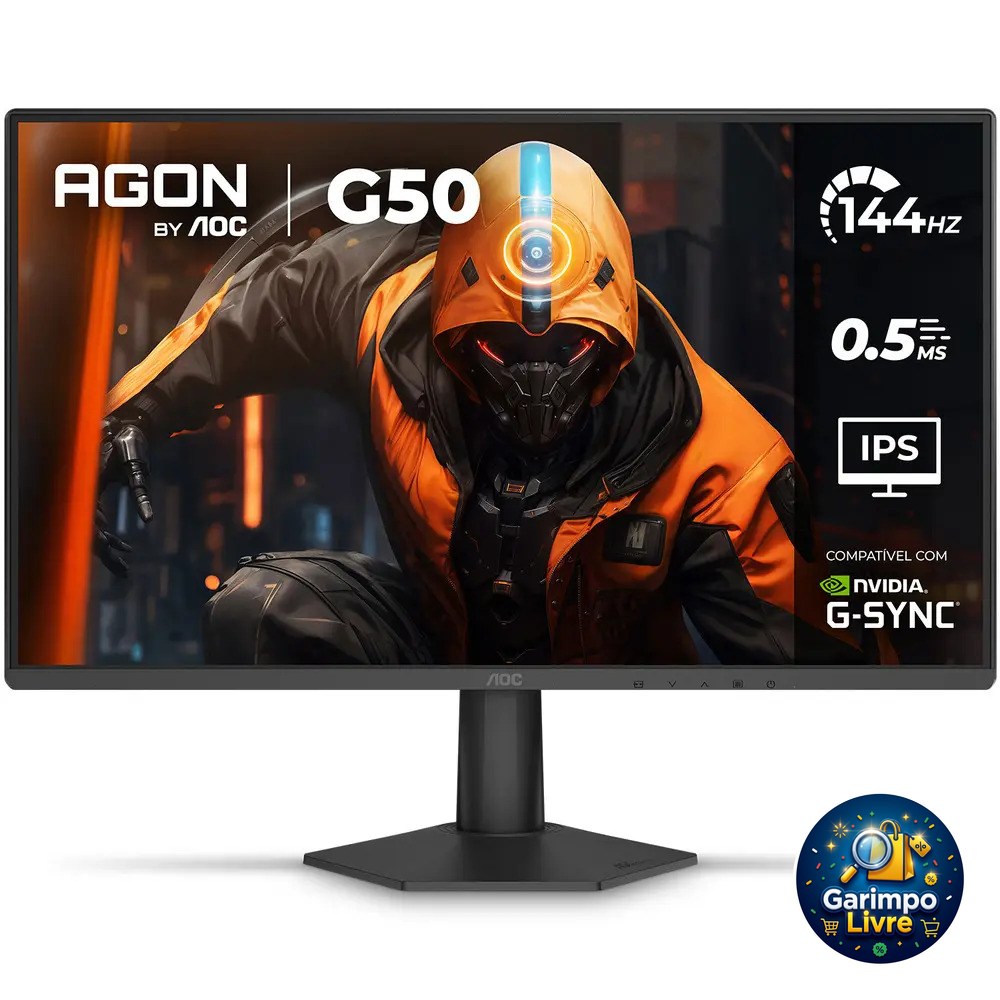 AGON
BY AOC
G50
144HZ
0.5MS
IPS
COMPATÍVEL COM
NVIDIA.
G-SYNC
AOC
Garimpo
Livre